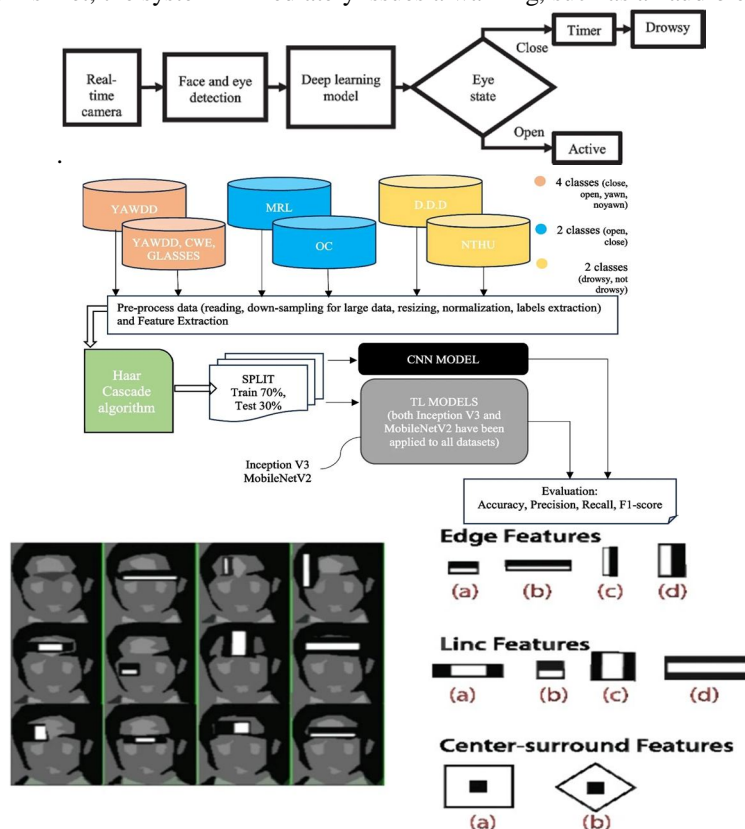 Close
Timer
Drowsy
Real-
time
camera
Face and eye
detection
Deep learning
model
Eye
state
Open
Active
.
YAWDD
YAWDD, CWE,
GLASSES
MRL
OC
D.D.D
NTHU
4 classes (close,
open, yawn,
noyawn)
2 classes (open,
close)
2 classes
(drowsy, not
drowsy)
Pre-process data (reading, down-sampling for large data, resizing, normalization, labels extraction)
and Feature Extraction
Haar
Cascade
algorithm
SPLIT
Train 70%,
Test 30%
CNN MODEL
TL MODELS
(both Inception V3 and
MobileNetV2 have been
applied to all datasets)
Inception V3
MobileNetV2
Evaluation:
Accuracy, Precision, Recall, F1-score
Edge Features
(a) (b) (c) (d)
Linc Features
(a) (b) (c) (d)
Center-surround Features
(a) (b)